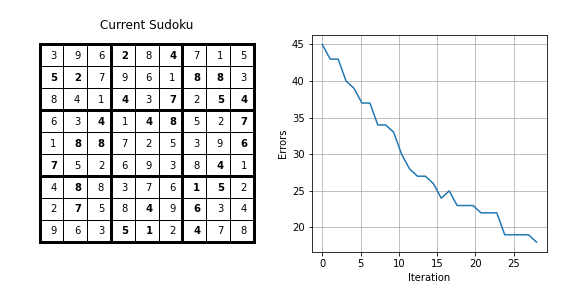 Current Sudoku
3 9 6 2 8 4 7 1 5
5 2 7 9 6 1 8 8 3
8 4 1 4 3 7 2 5 4
6 3 4 1 4 8 5 2 7
1 8 8 7 2 5 3 9 6
7 5 2 6 9 3 8 4 1
4 8 8 3 7 6 1 5 2
2 7 5 8 4 9 6 3 4
9 6 3 5 1 2 4 7 8
45
40
35
30
25
20
Errors
0 5 10 15 20 25
Iteration